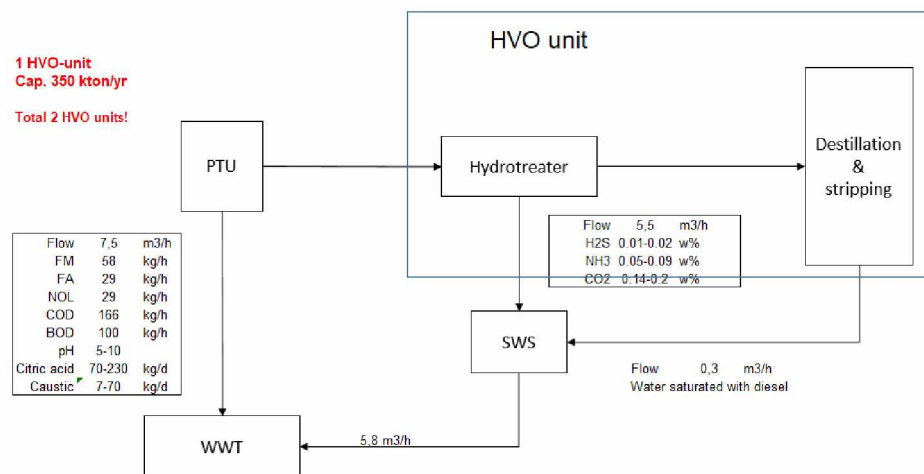 HVO unit
1 HVO-unit
Cap. 350 kton/yr
Total 2 HVO units!
PTU
Hydrotreater
Destillation
&
stripping
Flow 7,5 m3/h
FM 58 kg/h
FA 29 kg/h
NOL 29 kg/h
COD 166 kg/h
BOD 100 kg/h
pH 5-10
Citric acid 70-230 kg/d
Caustic 7-70 kg/d
Flow 5,5 m3/h
H2S 0.01-0.02 w%
NH3 0.05-0.09 w%
CO2 0.14-0.2 w%
SWS
Flow 0,3 m3/h
Water saturated with diesel
WWT
5,8 m3/h